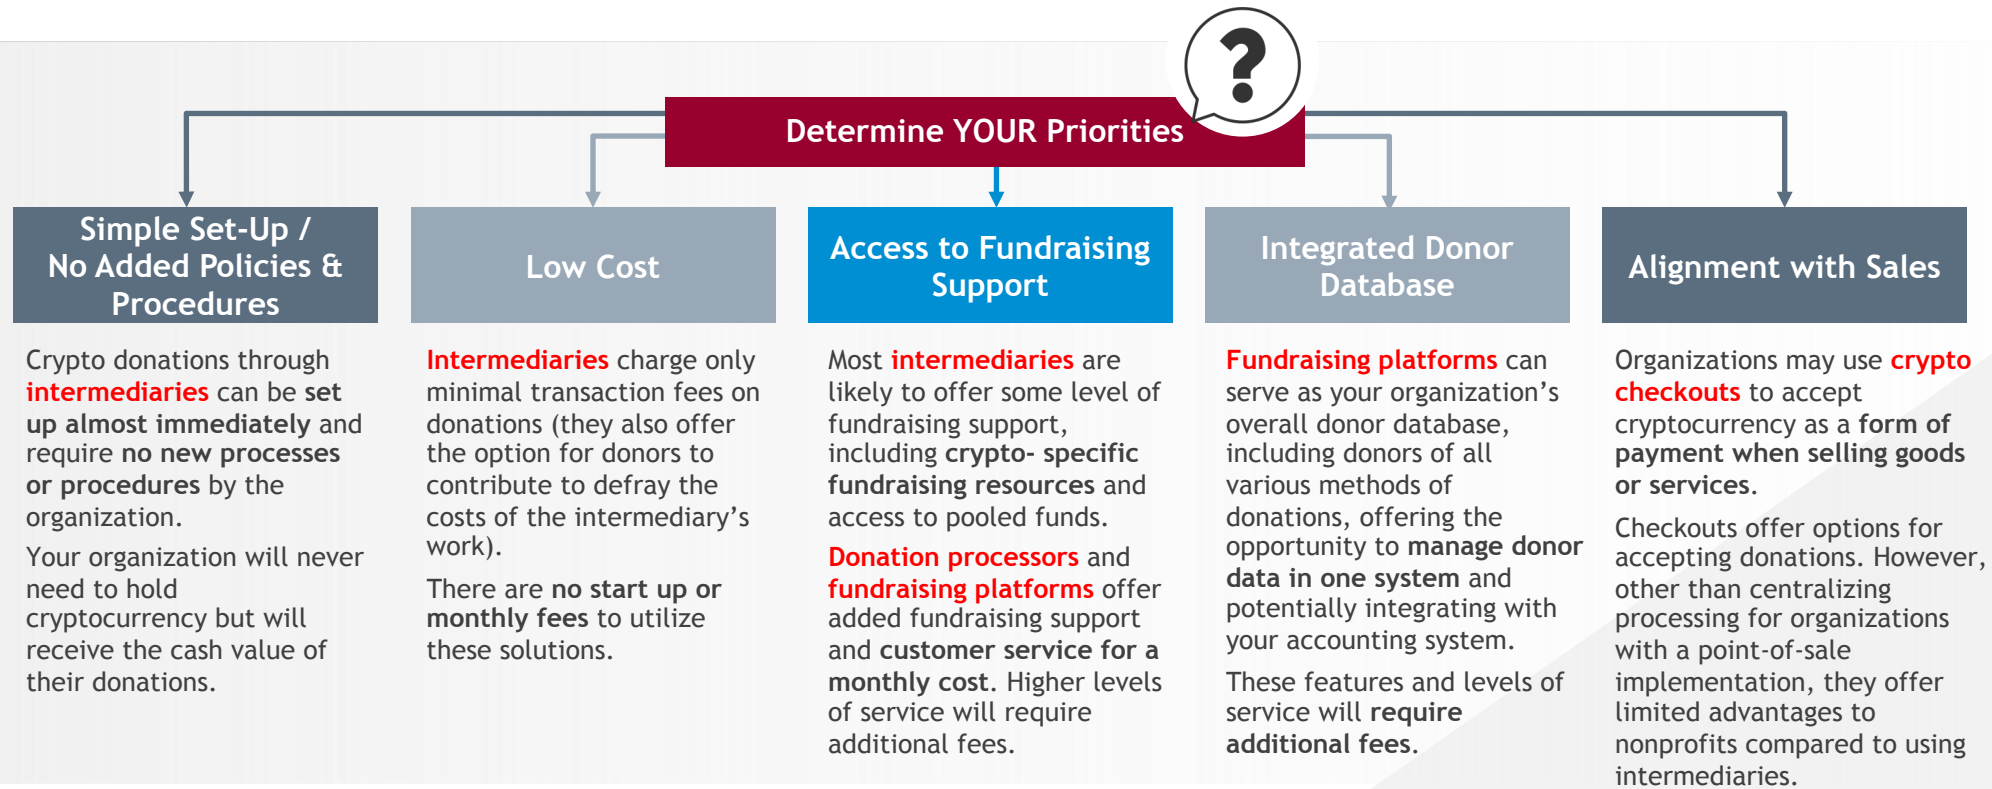 ?
Determine YOUR Priorities
Simple Set-Up /
No Added Policies &
Procedures
Crypto donations through
intermediaries can be set
up almost immediately and
require no new processes
or procedures by the
organization.
Your organization will never
need to hold
cryptocurrency but will
receive the cash value of
their donations.
Low Cost
Intermediaries charge only
minimal transaction fees on
donations (they also offer
the option for donors to
contribute to defray the
costs of the intermediary’s
work).
There are no start up or
monthly fees to utilize
these solutions.
Access to Fundraising
Support
Most intermediaries are
likely to offer some level of
fundraising support,
including crypto- specific
fundraising resources and
access to pooled funds.
Donation processors and
fundraising platforms offer
added fundraising support
and customer service for a
monthly cost. Higher levels
of service will require
additional fees.
Integrated Donor
Database
Fundraising platforms can
serve as your organization’s
overall donor database,
including donors of all
various methods of
donations, offering the
opportunity to manage donor
data in one system and
potentially integrating with
your accounting system.
These features and levels of
service will require
additional fees.
Alignment with Sales
Organizations may use crypto
checkouts to accept
cryptocurrency as a form of
payment when selling goods
or services.
Checkouts offer options for
accepting donations. However,
other than centralizing
processing for organizations
with a point-of-sale
implementation, they offer
limited advantages to
nonprofits compared to using
intermediaries.